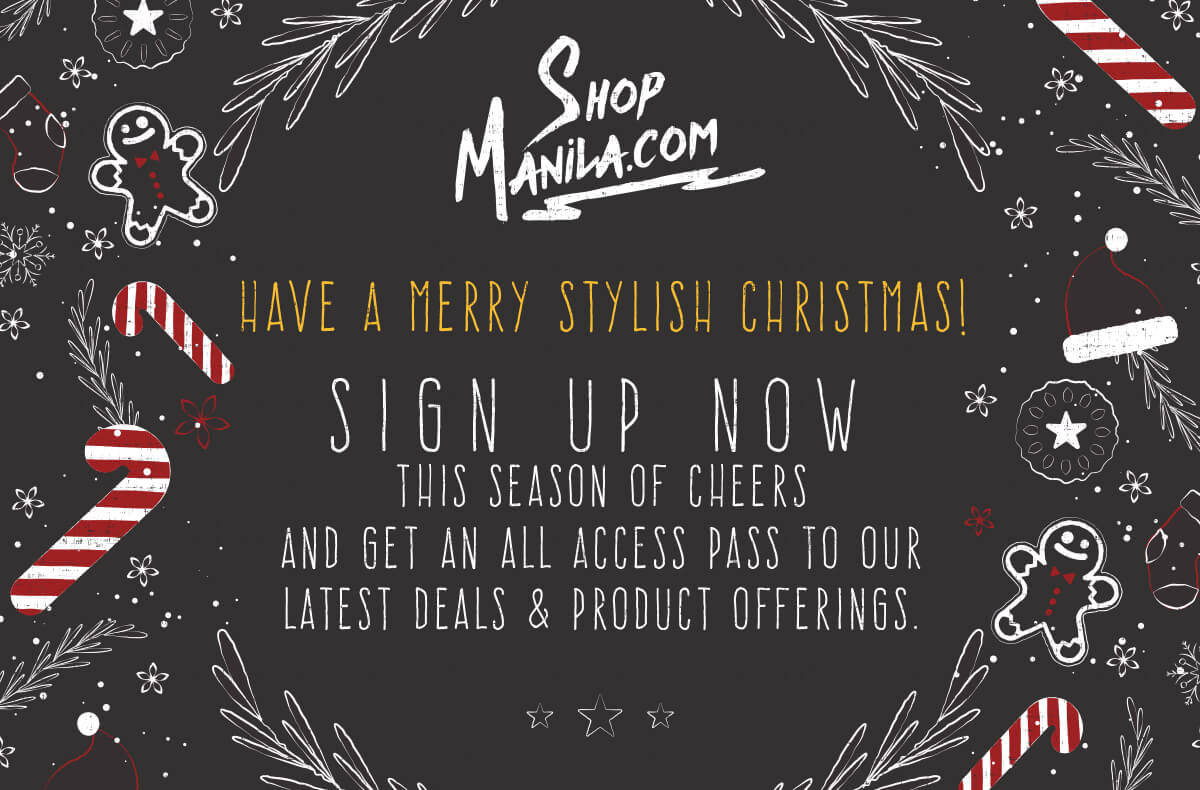 SHOP
MANILA.COM
HAVE A MERRY STYLISH CHRISTMAS!
SIGN UP NOW
THIS SEASON OF CHEERS
AND GET AN ALL ACCESS PASS TO OUR
LATEST DEALS & PRODUCT OFFERINGS.